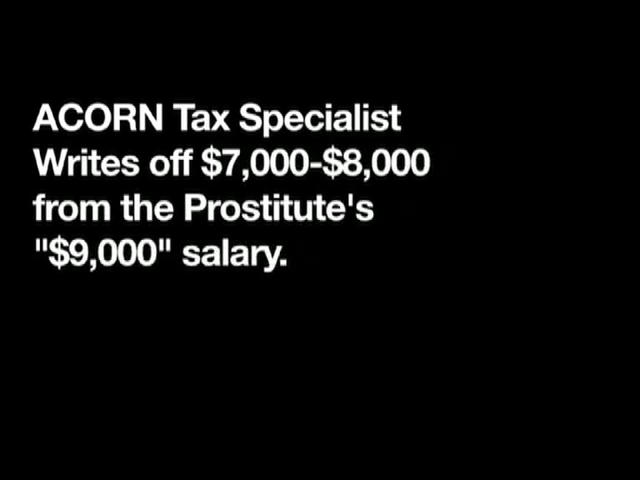 ACORN Tax Specialist
Writes off $7,000-$8,000
from the Prostitute's
"$9,000" salary.